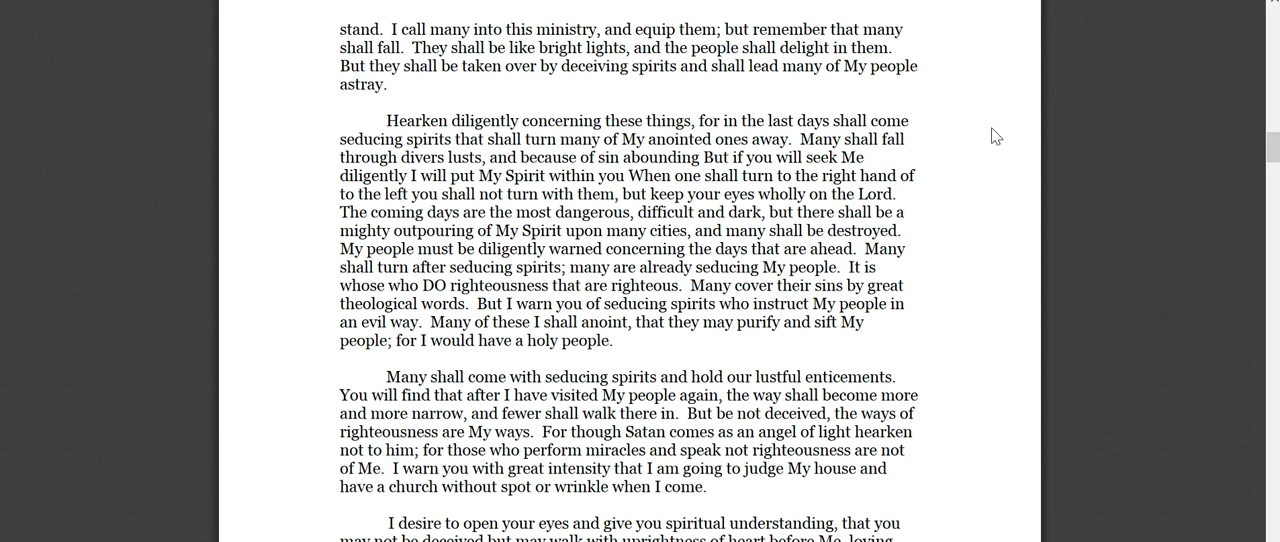 stand.  I call many into this ministry, and equip them; but remember that many
shall fall.  They shall be like bright lights, and the people shall delight in them.
But they shall be taken over by deceiving spirits and shall lead many of My people
astray.
Hearken diligently concerning these things, for in the last days shall come
seducing spirits that shall turn many of My anointed ones away.  Many shall fall
through divers lusts, and because of sin abounding But if you will seek Me
diligently I will put My Spirit within you When one shall turn to the right hand of
to the left you shall not turn with them, but keep your eyes wholly on the Lord.
The coming days are the most dangerous, difficult and dark, but there shall be a
mighty outpouring of My Spirit upon many cities, and many shall be destroyed.
My people must be diligently warned concerning the days that are ahead.  Many
shall turn after seducing spirits; many are already seducing My people.  It is
whose who DO righteousness that are righteous.  Many cover their sins by great
theological words.  But I warn you of seducing spirits who instruct My people in
an evil way.  Many of these I shall anoint, that they may purify and sift My
people; for I would have a holy people.
Many shall come with seducing spirits and hold our lustful enticements.
You will find that after I have visited My people again, the way shall become more
and more narrow, and fewer shall walk there in.  But be not deceived, the ways of
righteousness are My ways.  For though Satan comes as an angel of light hearken
not to him; for those who perform miracles and speak not righteousness are not
of Me.  I warn you with great intensity that I am going to judge My house and
have a church without spot or wrinkle when I come.
I desire to open your eyes and give you spiritual understanding, that you
may not be deceived but may walk with uprightness of heart before Me, loving